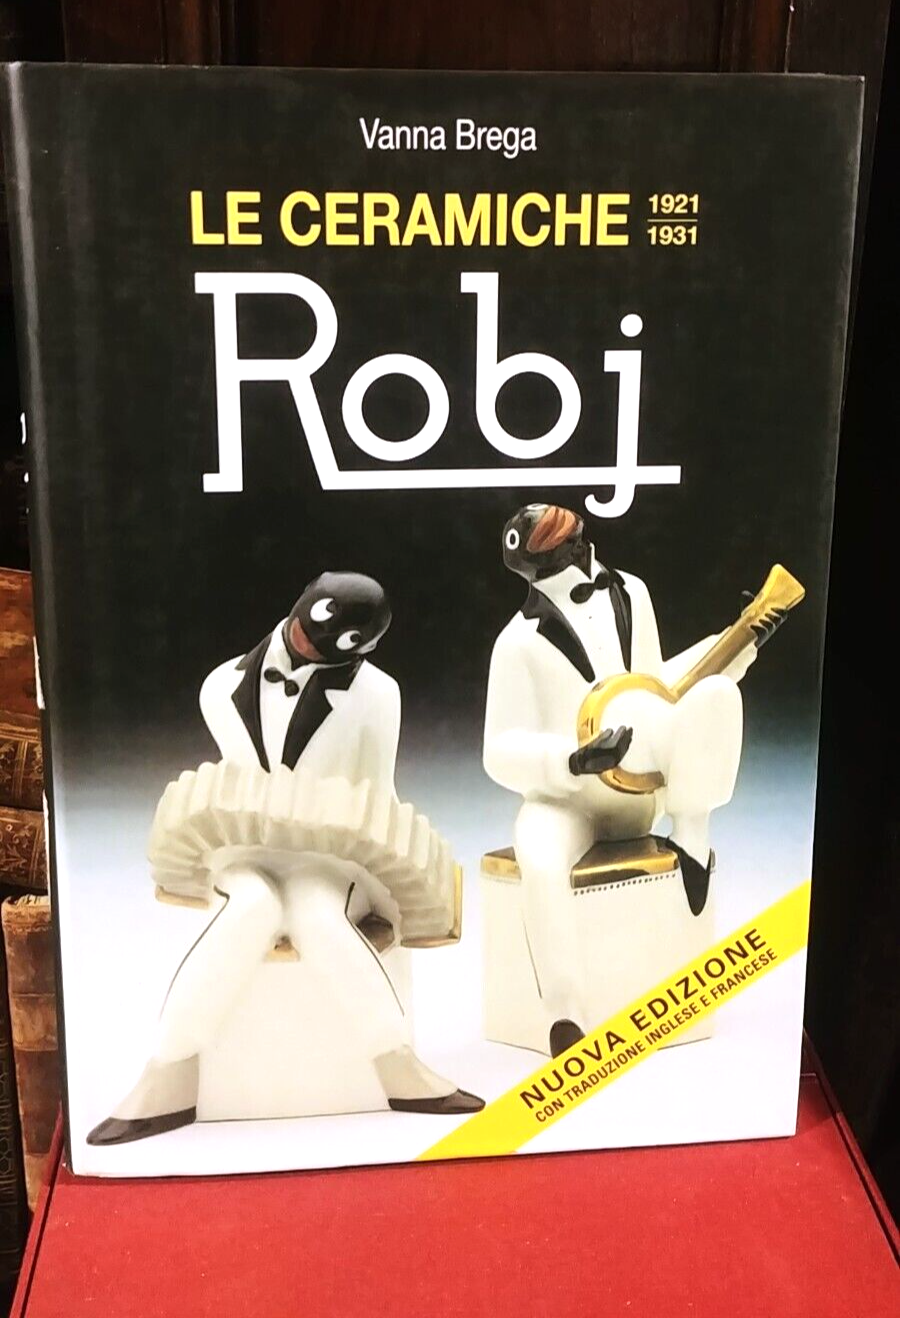 Vanna Brega
LE CERAMICHE 1921
1931
Robj
NUOVA EDIZIONE
CON TRADUZIONE INGLESE E FRANCESE